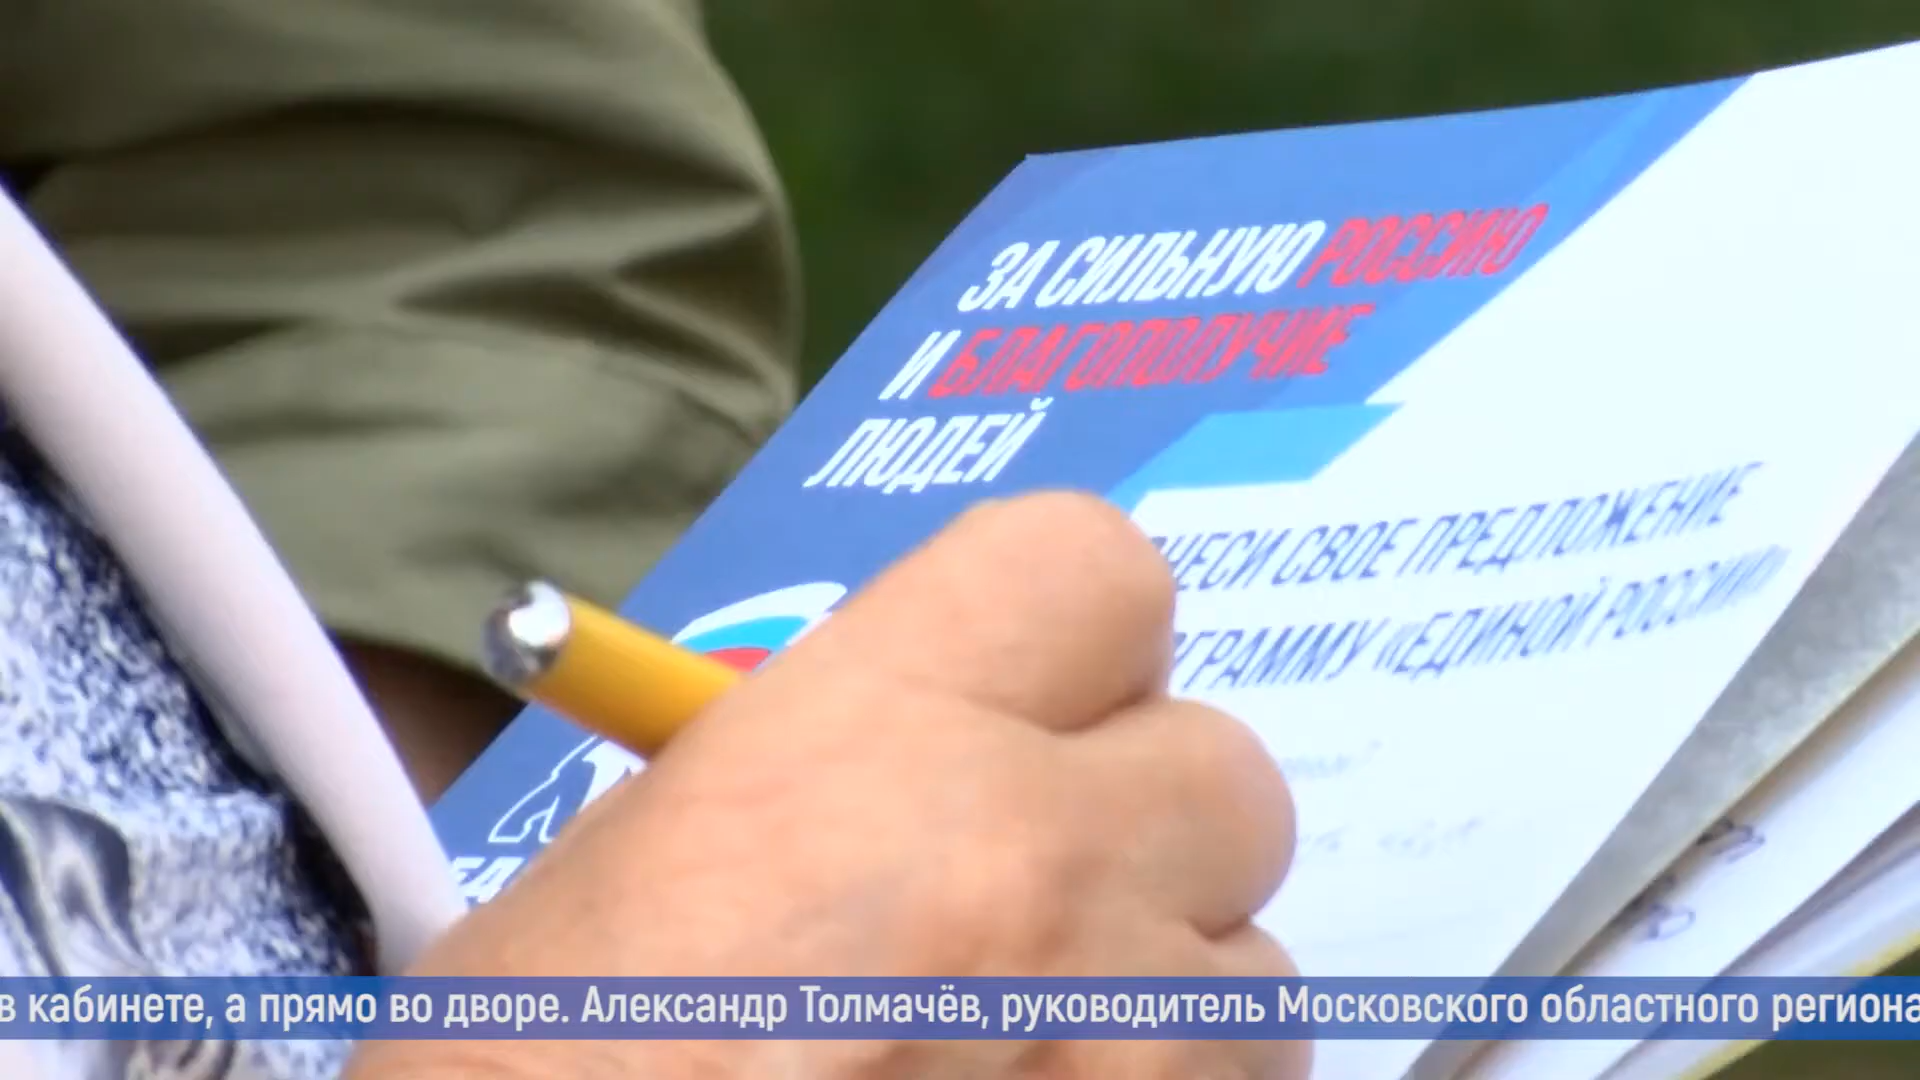 ЗА СИЛЬНУЮ РОССИЮ
И БЛАГОПОЛУЧИЕ
ЛЮДЕЙ
СВОЕ ПРЕДЛОЖЕНИЕ
«ЕДИНОЙ РОССИИ»
в кабинете, а прямо во дворе. Александр Толмачёв, руководитель Московского областного региона